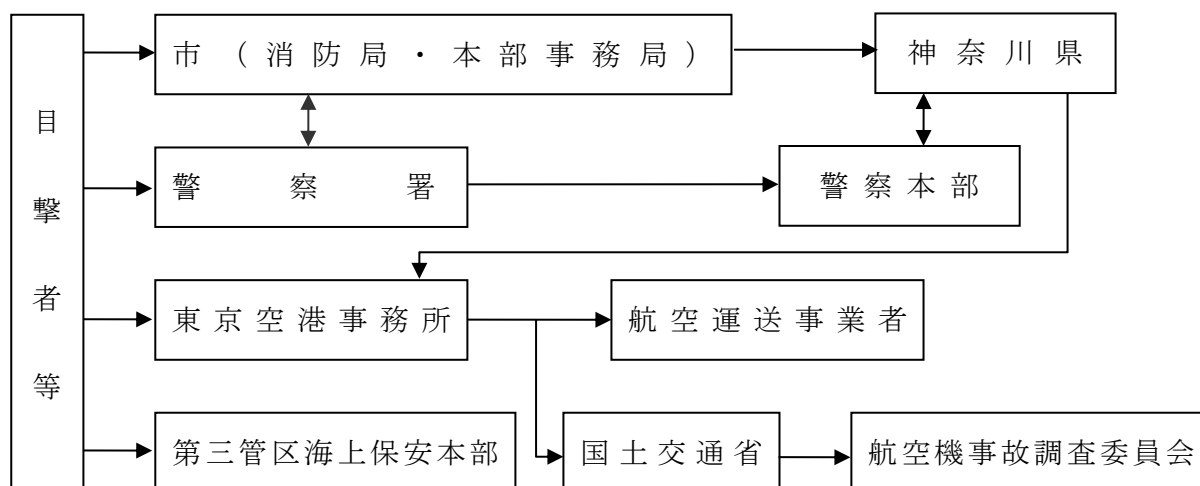 目撃者等
市(消防局・本部事務局)
神奈川県
警察署
警察本部
東京空港事務所
航空運送事業者
第三管区海上保安本部
国土交通省
航空機事故調査委員会